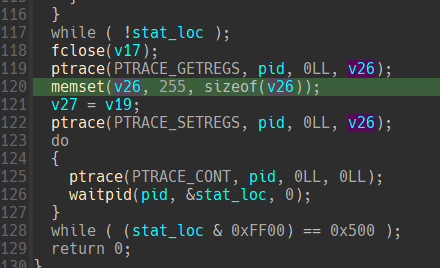 116 }
117 while ( !stat_loc );
118 fclose(v17);
119 ptrace(PTRACE_GETREGS, pid, 0LL, v26);
120 memset(v26, 255, sizeof(v26));
121 v27 = v19;
122 ptrace(PTRACE_SETREGS, pid, 0LL, v26);
123 do
124 {
125 ptrace(PTRACE_CONT, pid, 0LL, 0LL);
126 waitpid(pid, &stat_loc, 0);
127 }
128 while ( (stat_loc & 0xFF00) == 0x500 );
129 return 0;
130 }